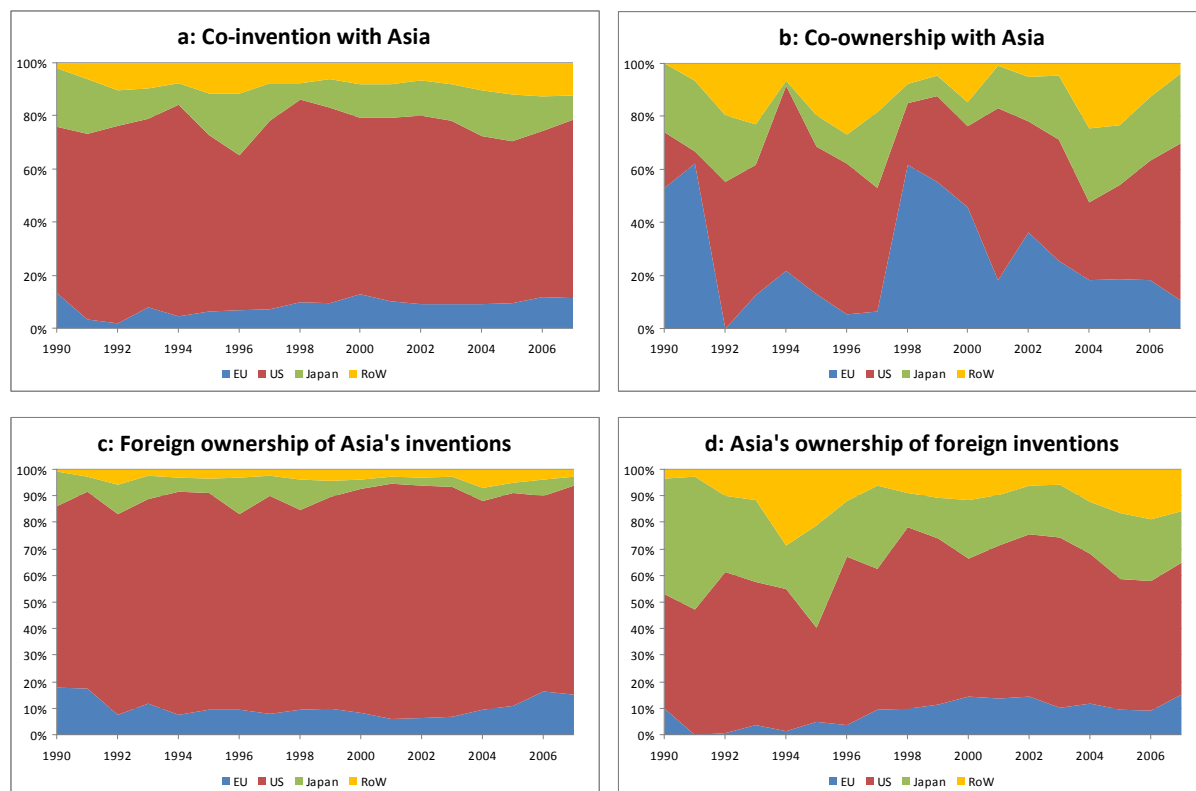 a: Co-invention with Asia
100%
80%
60%
40%
20%
0%
1990 1992 1994 1996 1998 2000 2002 2004 2006
EU US Japan RoW
b: Co-ownership with Asia
100%
80%
60%
40%
20%
0%
1990 1992 1994 1996 1998 2000 2002 2004 2006
EU US Japan RoW
c: Foreign ownership of Asia's inventions
100%
90%
80%
70%
60%
50%
40%
30%
20%
10%
0%
1990 1992 1994 1996 1998 2000 2002 2004 2006
EU US Japan RoW
d: Asia's ownership of foreign inventions
100%
90%
80%
70%
60%
50%
40%
30%
20%
10%
0%
1990 1992 1994 1996 1998 2000 2002 2004 2006
EU US Japan RoW